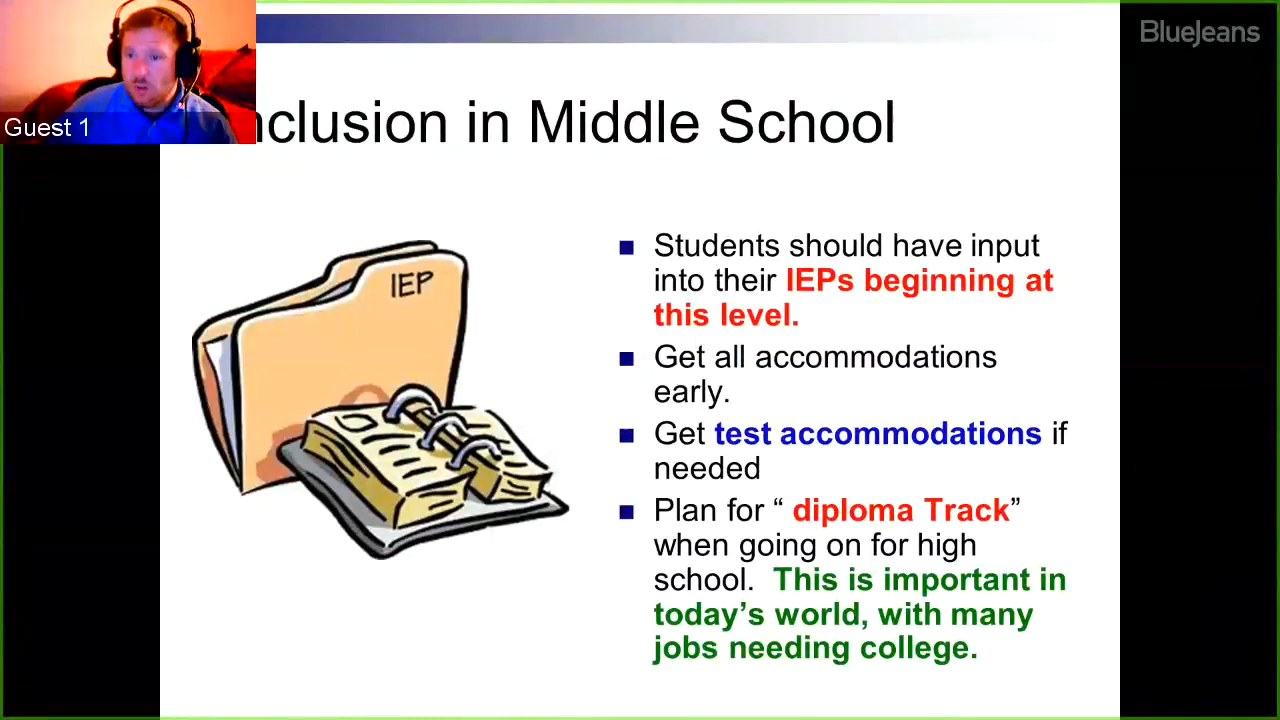 BlueJeans
Guest 1
nclusion in Middle School
IEP
Students should have input
into their IEPs beginning at
this level.
Get all accommodations
early.
Get test accommodations if
needed
Plan for “ diploma Track”
when going on for high
school. This is important in
today’s world, with many
jobs needing college.